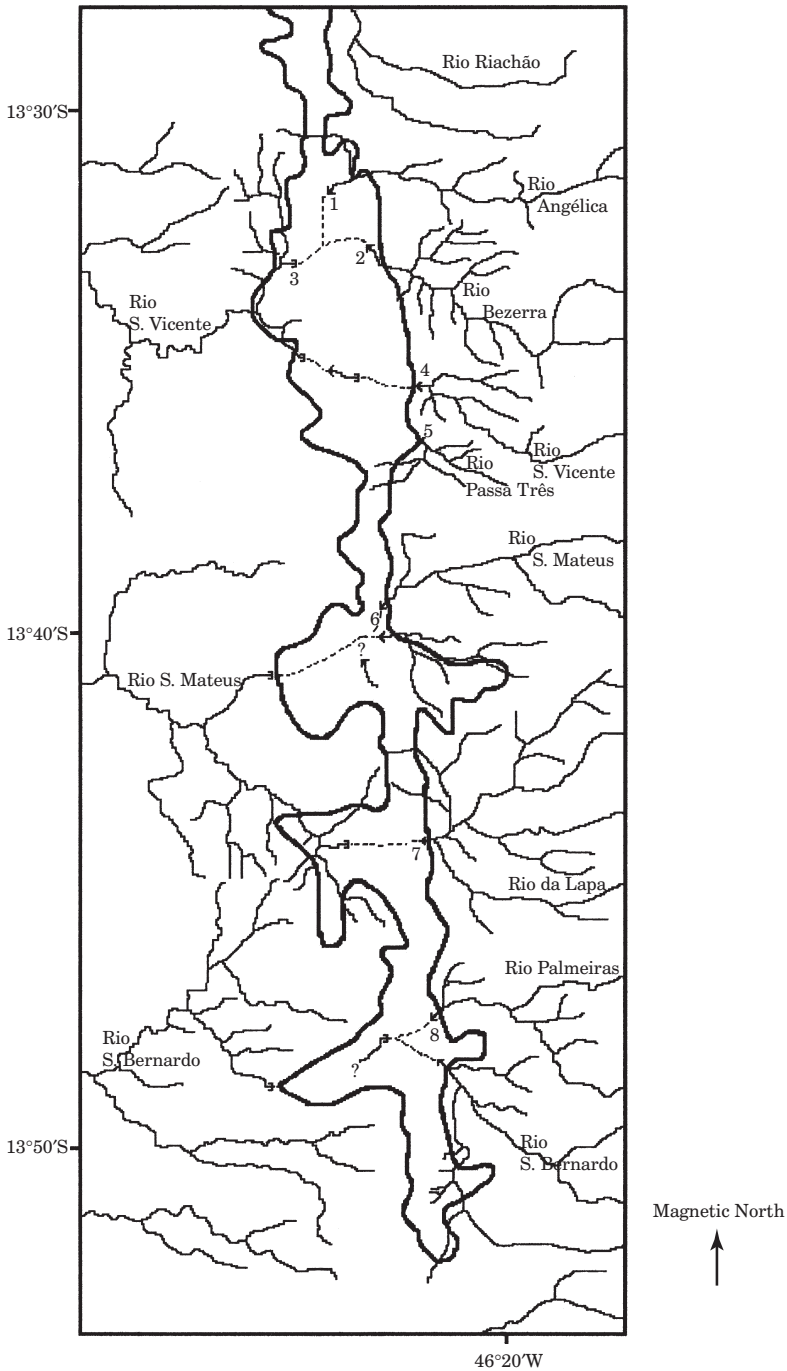 Rio Riachão
13°30′S
Rio
Angélica
1
2
3
Rio
Bezerra
Rio
S. Vicente
4
5
Rio
S. Vicente
Rio
Passa Três
Rio
S. Mateus
6
13°40′S
?
Rio S. Mateus
7
Rio da Lapa
Rio Palmeiras
8
Rio
S. Bernardo
?
13°50′S
Rio
S. Bernardo
Magnetic North
46°20′W